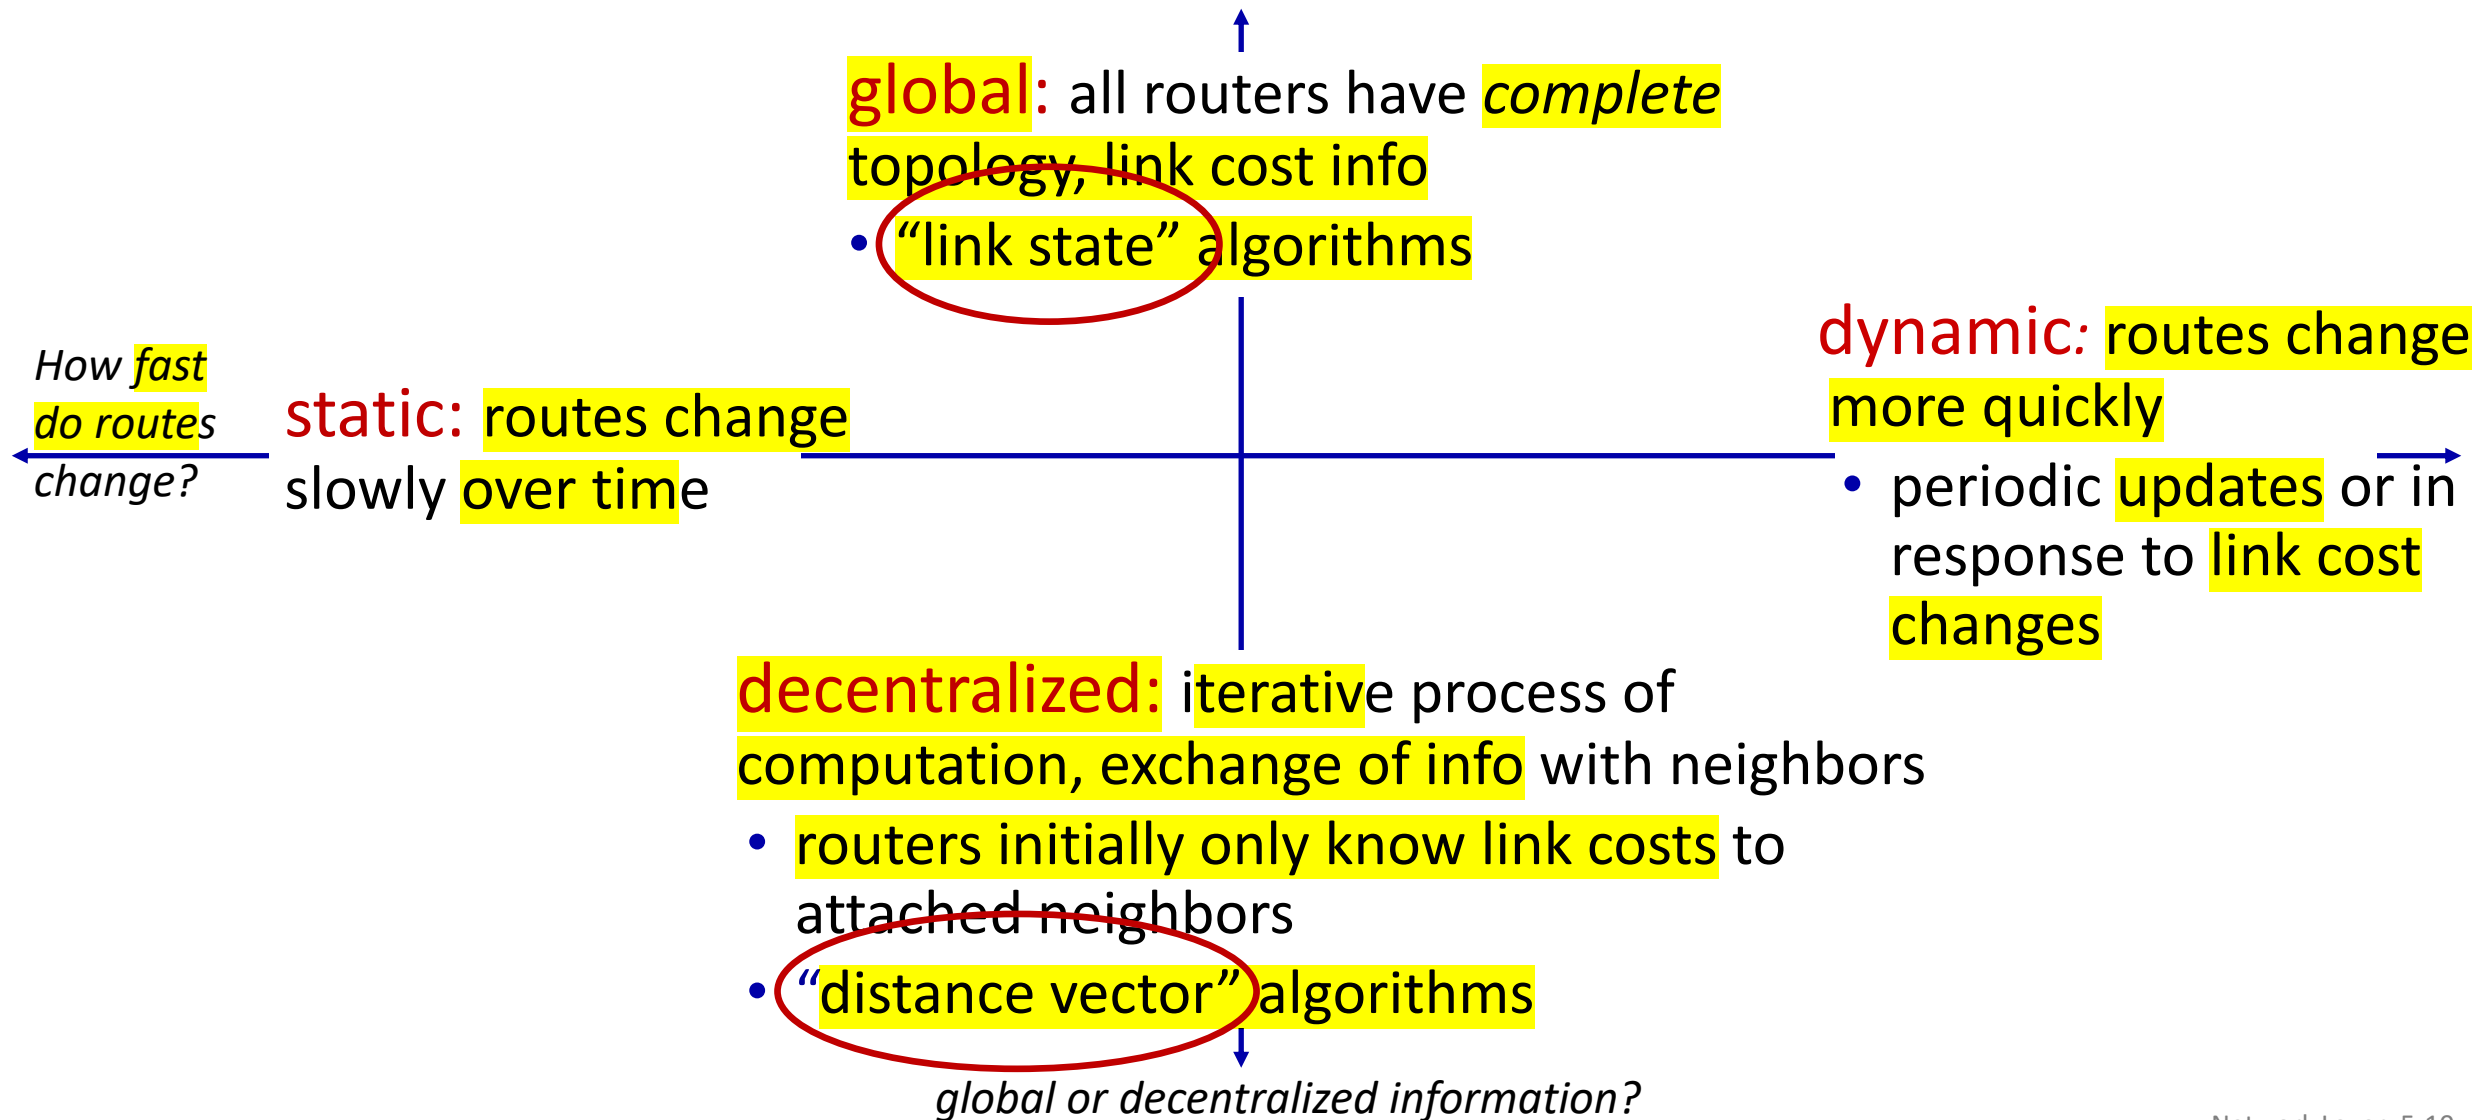 global: all routers have complete
topology, link cost info
• “link state” algorithms
How fast
do routes
change?
static: routes change
slowly over time
dynamic: routes change
more quickly
• periodic updates or in
response to link cost
changes
decentralized: iterative process of
computation, exchange of info with neighbors
• routers initially only know link costs to
attached neighbors
• “distance vector” algorithms
global or decentralized information?